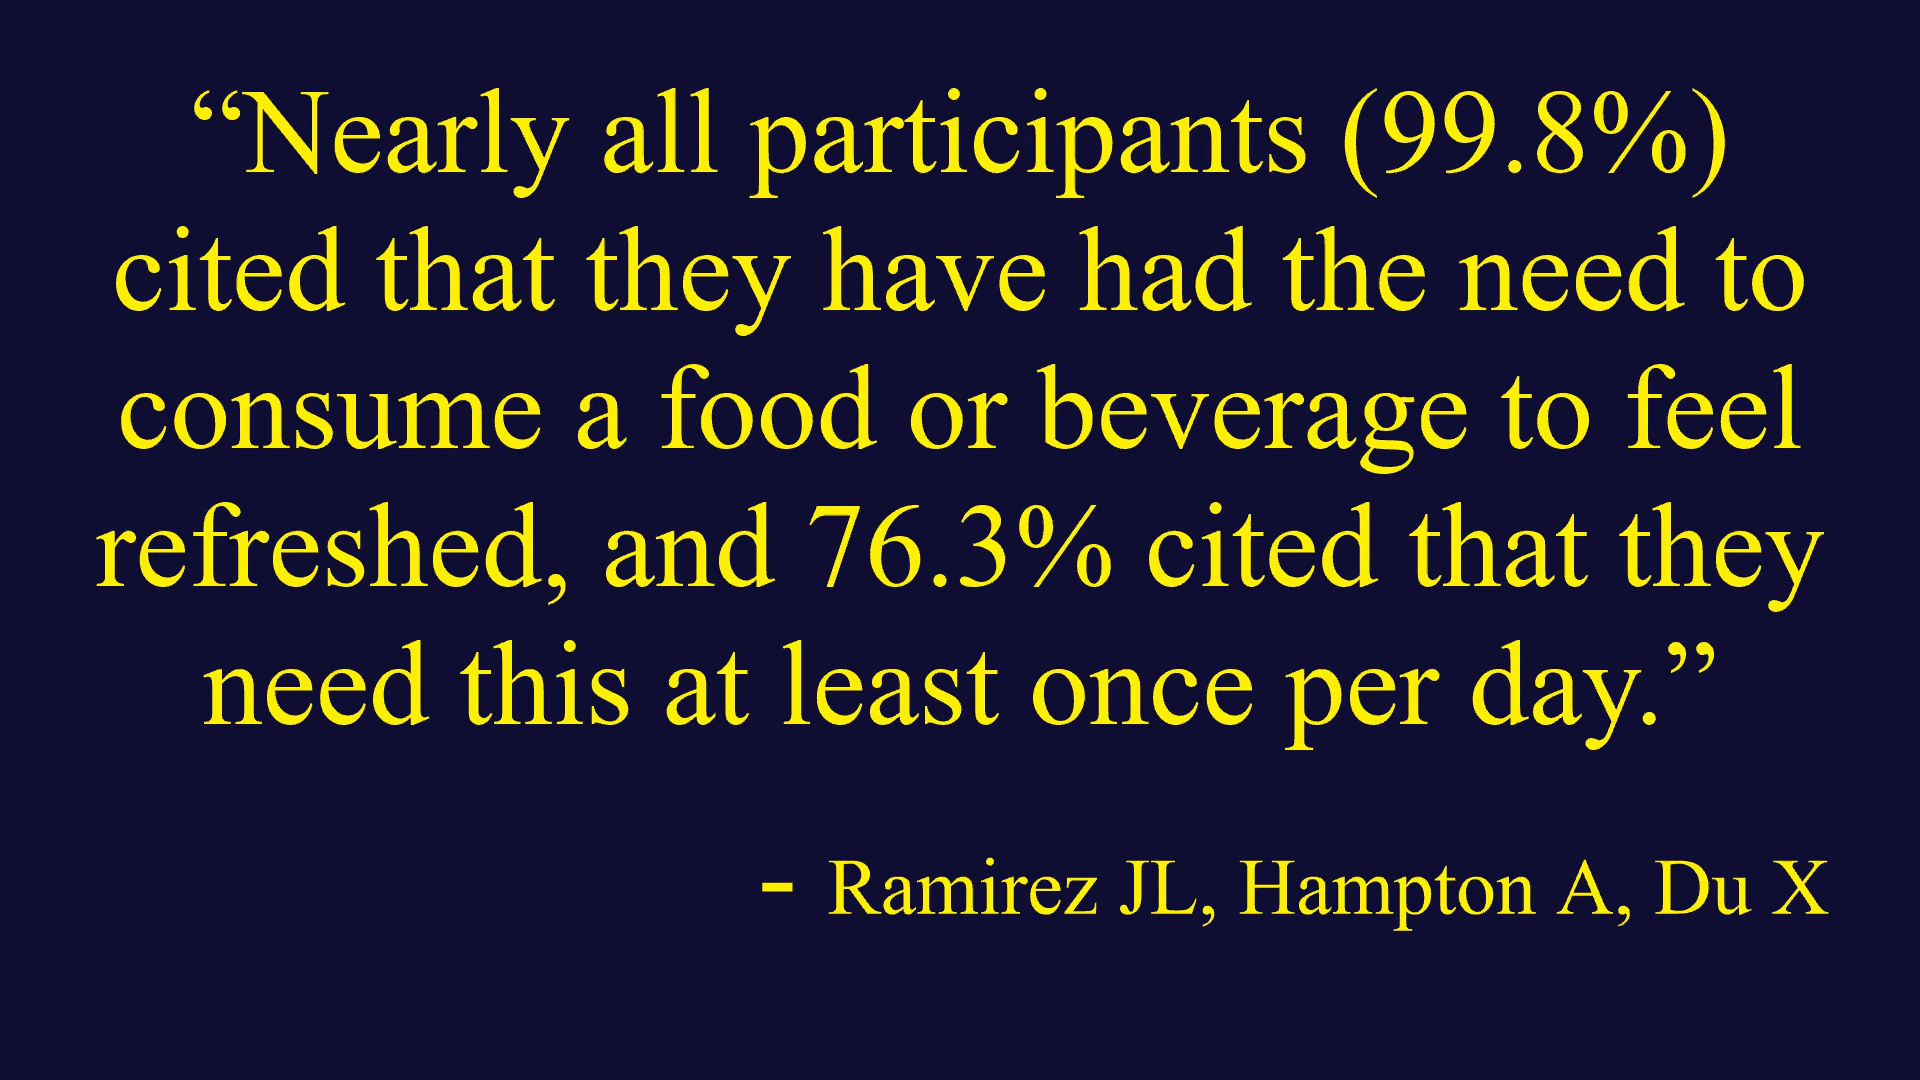 “Nearly all participants (99.8%)
cited that they have had the need to
consume a food or beverage to feel
refreshed, and 76.3% cited that they
need this at least once per day.”
- Ramirez JL, Hampton A, Du X